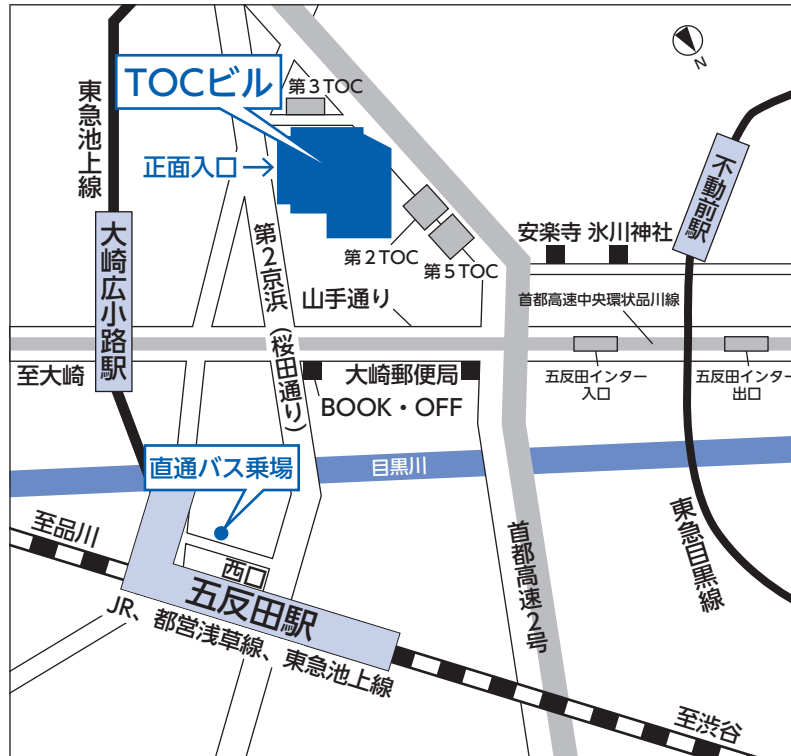 N
第3TOC
TOCビル
東急池上線
正面入口→
不動前駅
大崎広小路駅
第2TOC
第5TOC
安楽寺
氷川神社
第2京浜(桜田通り)
山手通り
首都高速中央環状品川線
至大崎
大崎郵便局
BOOK・OFF
五反田インター
入口
五反田インター
出口
直通バス乗場
目黒川
至品川
西口
五反田駅
JR、都営浅草線、東急池上線
首都高速2号
東急目黒線
至渋谷